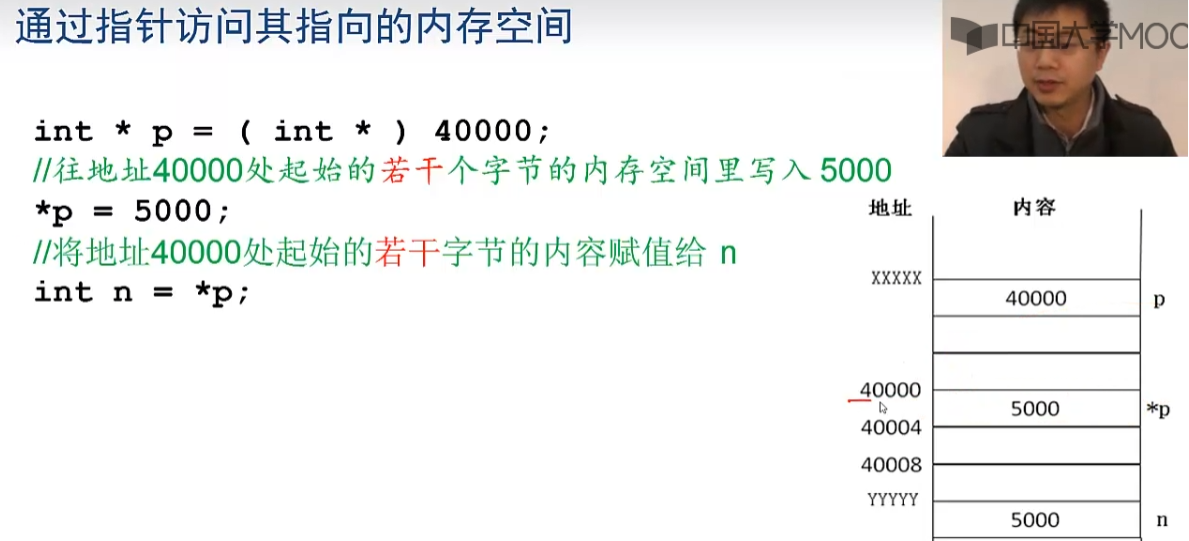 通过指针访问其指向的内存空间
中国大学MOO
int * p = ( int * ) 40000;
//往地址40000处起始的若干个字节的内存空间里写入 5000
*p = 5000;
//将地址40000处起始的若干字节的内容赋值给 n
int n = *p;
地址 内容
XXXXX
40000 p
40000
5000 *p
40004
40008
YYYYY
5000 n